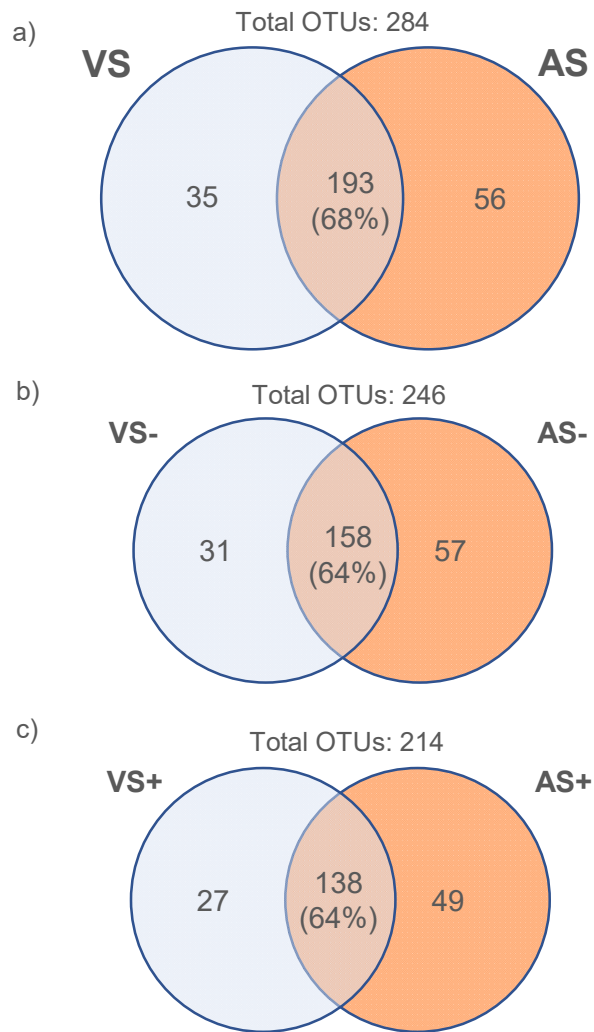 a)
Total OTUs: 284
VS
AS
35
193
(68%)
56
b)
Total OTUs: 246
VS-
AS-
31
158
(64%)
57
c)
Total OTUs: 214
VS+
AS+
27
138
(64%)
49